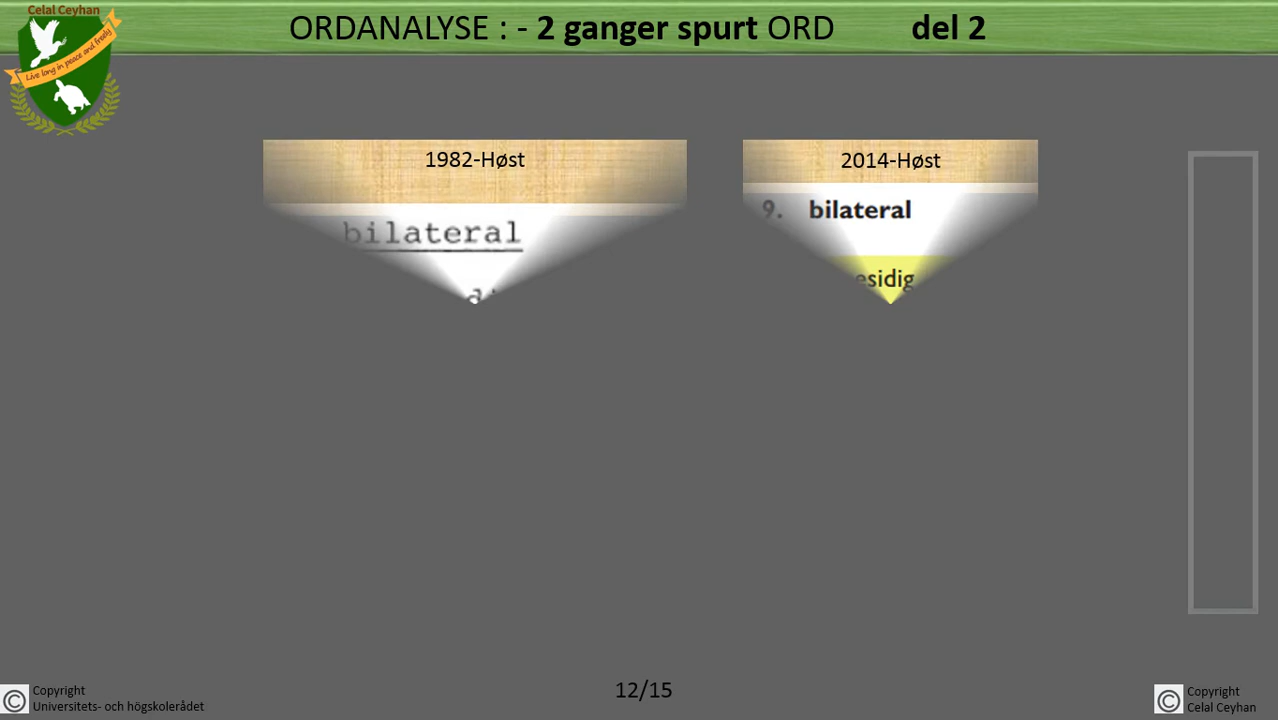 Celal Ceyhan
Live long in peace and freely
ORDANALYSE : - 2 ganger spurt ORD del 2
1982-Høst
bilateral
2014-Høst
9. bilateral
12/15
Copyright
Universitets- och högskolerådet
Copyright
Celal Ceyhan